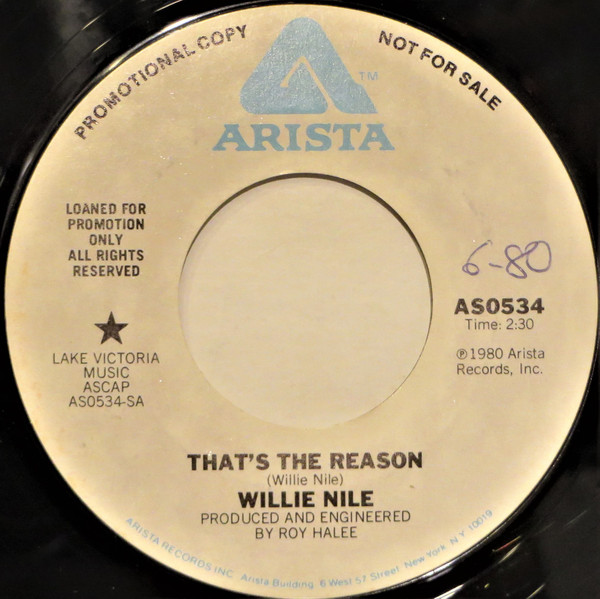 PROMOTIONAL COPY
NOT FOR SALE
TM
ARISTA
LOANED FOR
PROMOTION
ONLY
ALL RIGHTS
RESERVED
6-80
AS0534
Time: 2:30
℗1980 Arista
Records, Inc.
LAKE VICTORIA
MUSIC
ASCAP
AS0534-SA
THAT'S THE REASON
(Willie Nile)
WILLIE NILE
PRODUCED AND ENGINEERED
BY ROY HALEE
ARISTA RECORDS INC. Arista Building, 6 West 57 Street New York, N.Y. 10019